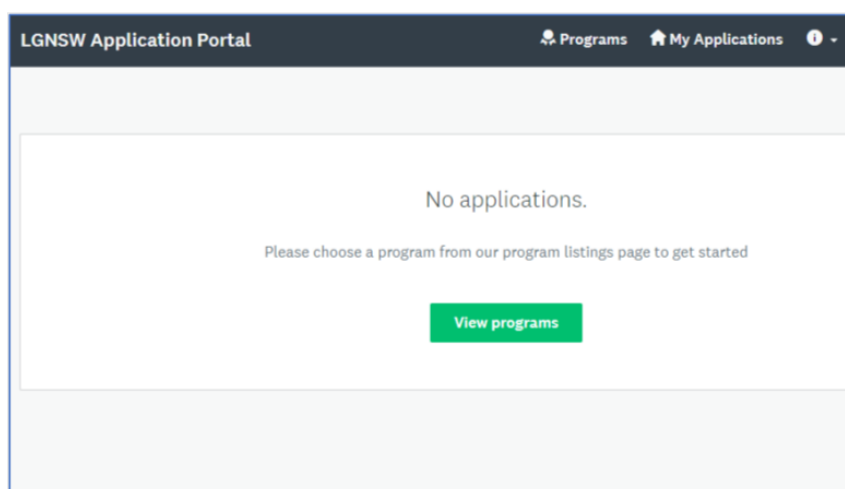 LGNSW Application Portal Programs My Applications
No applications.
Please choose a program from our program listings page to get started
View programs